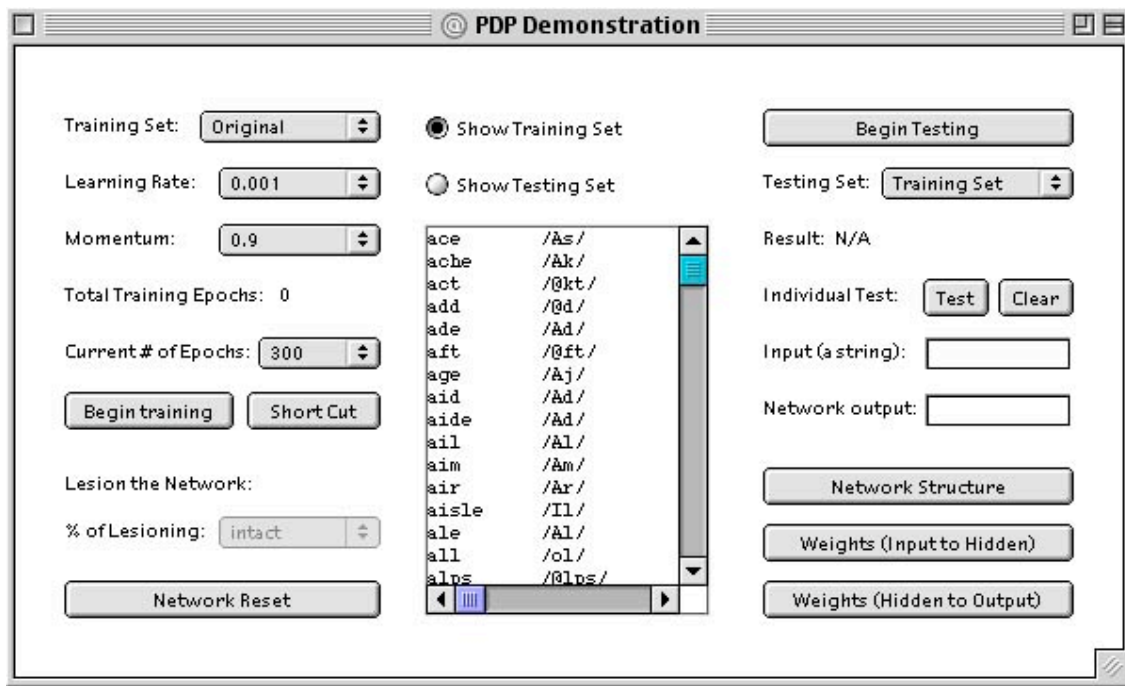 PDP Demonstration
Training Set: Original
Learning Rate: 0.001
Momentum: 0.9
Total Training Epochs: 0
Current # of Epochs: 300
Begin training Short Cut
Lesion the Network:
% of Lesioning: intact
Network Reset
Show Training Set
Show Testing Set
ace /As/
ache /Ak/
act /@kt/
add /@d/
ade /Ad/
aft /@ft/
age /Aj/
aid /Ad/
aide /Ad/
ail /Al/
aim /Am/
air /Ar/
aisle /Il/
ale /Al/
all /ol/
alps /@lps/
Begin Testing
Testing Set: Training Set
Result: N/A
Individual Test: Test Clear
Input (a string):
Network output:
Network Structure
Weights (Input to Hidden)
Weights (Hidden to Output)